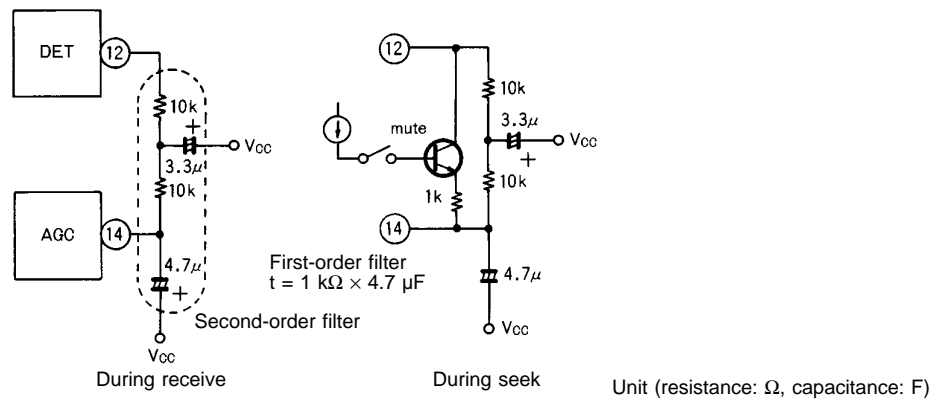 DET
12
10k
+
3.3μ
VCC
10k
AGC
14
4.7μ
+
VCC
Second-order filter
During receive
First-order filter
t = 1 kΩ × 4.7 μF
12
mute
10k
3.3μ
+
VCC
10k
1k
14
4.7μ
VCC
During seek
Unit (resistance: Ω, capacitance: F)